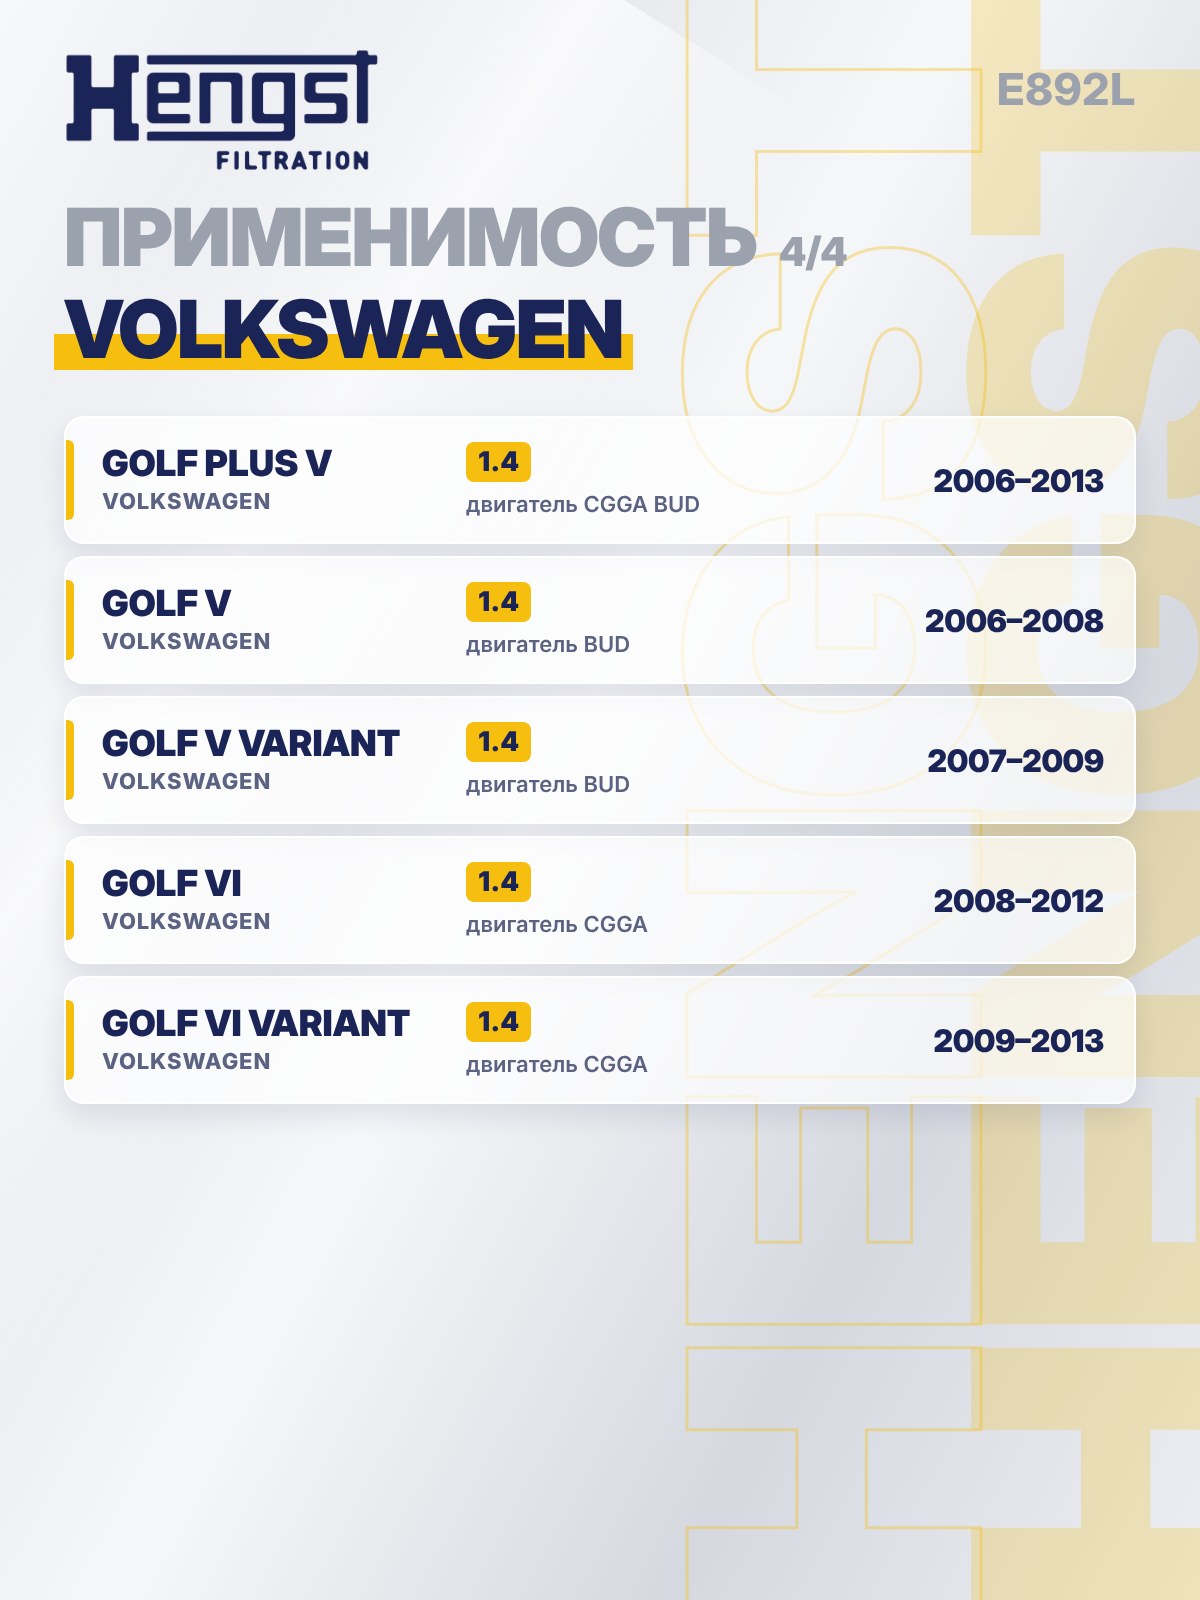 Hengst
FILTRATION
E892L
ПРИМЕНИМОСТЬ 4/4
VOLKSWAGEN
GOLF PLUS V
VOLKSWAGEN
1.4
двигатель CGGA BUD
2006–2013
GOLF V
VOLKSWAGEN
1.4
двигатель BUD
2006–2008
GOLF V VARIANT
VOLKSWAGEN
1.4
двигатель BUD
2007–2009
GOLF VI
VOLKSWAGEN
1.4
двигатель CGGA
2008–2012
GOLF VI VARIANT
VOLKSWAGEN
1.4
двигатель CGGA
2009–2013
HENGST
HENGST